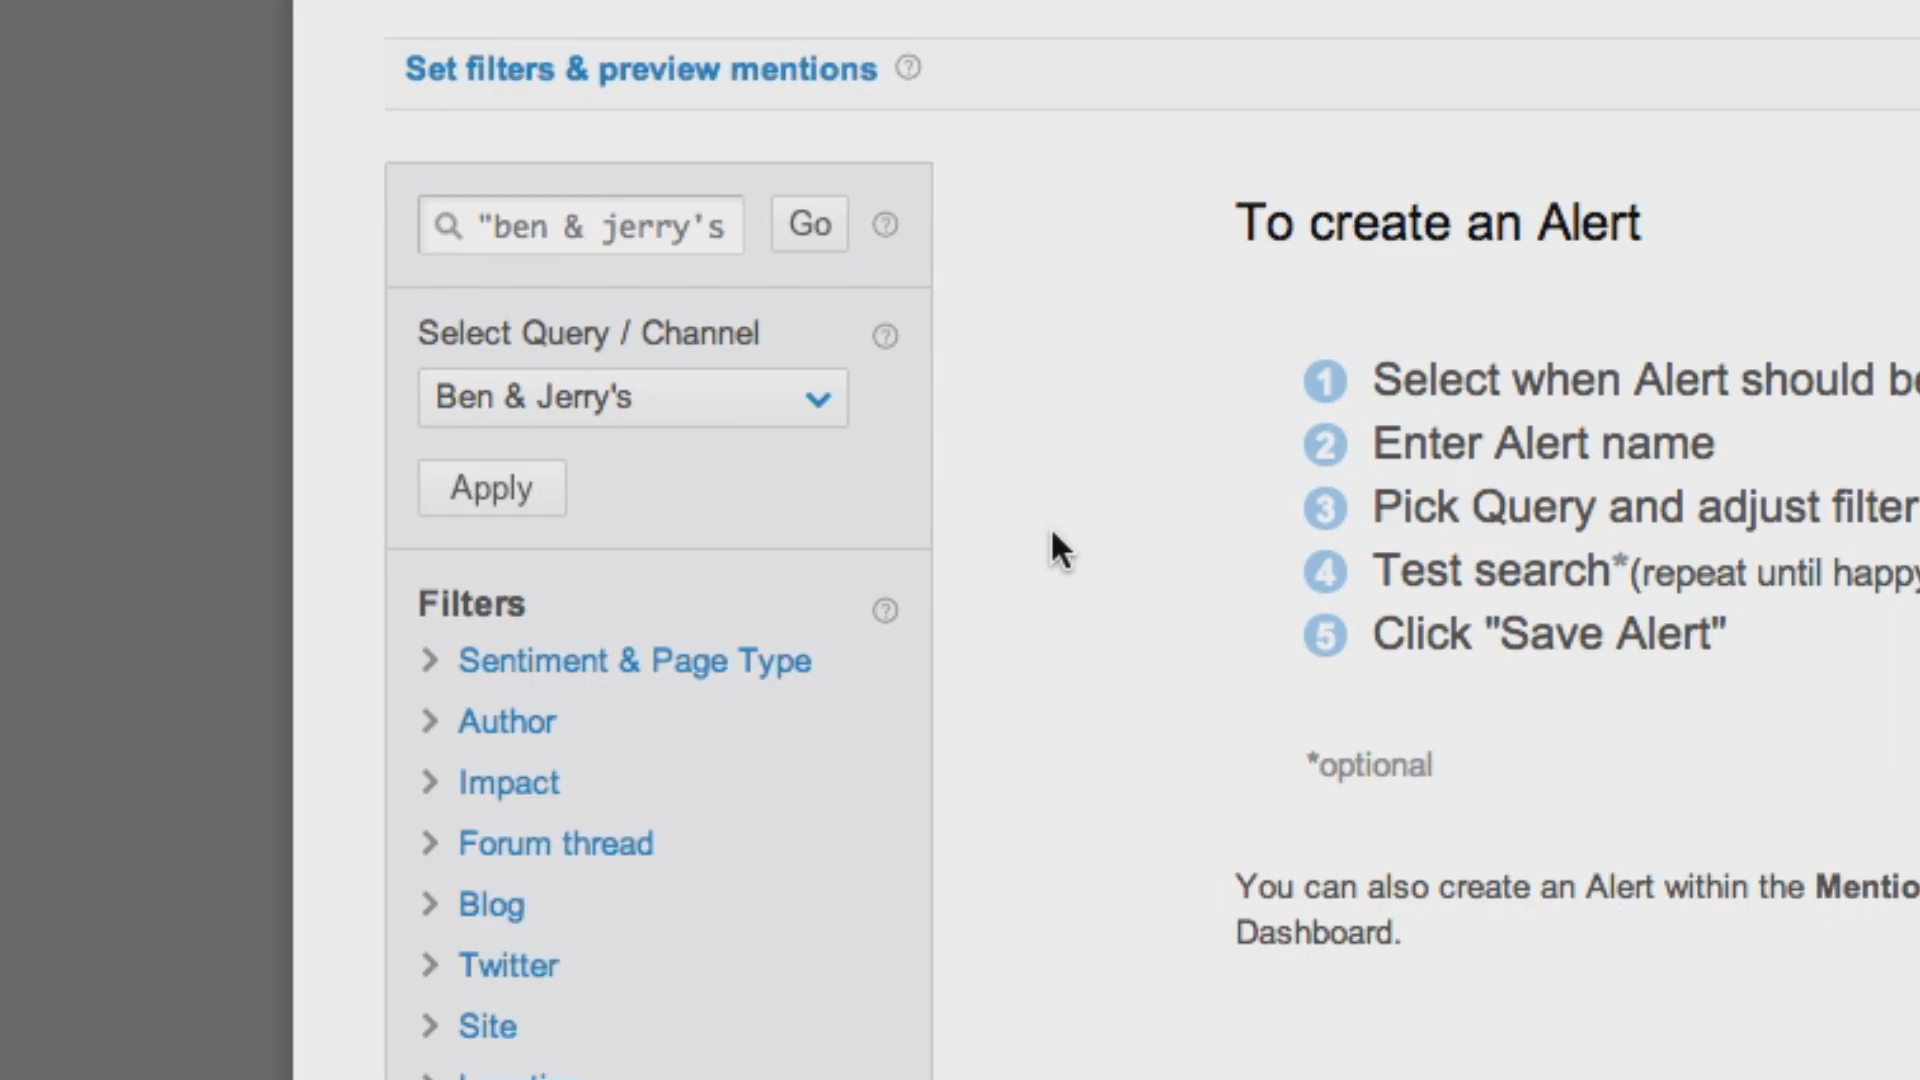 Set filters & preview mentions
"ben & jerry's
Go
Select Query / Channel
Ben & Jerry's
Apply
Filters
Sentiment & Page Type
Author
Impact
Forum thread
Blog
Twitter
Site
To create an Alert
1 Select when Alert should
2 Enter Alert name
3 Pick Query and adjust filter
4 Test search*(repeat until happy
5 Click "Save Alert"
*optional
You can also create an Alert within the
Dashboard.